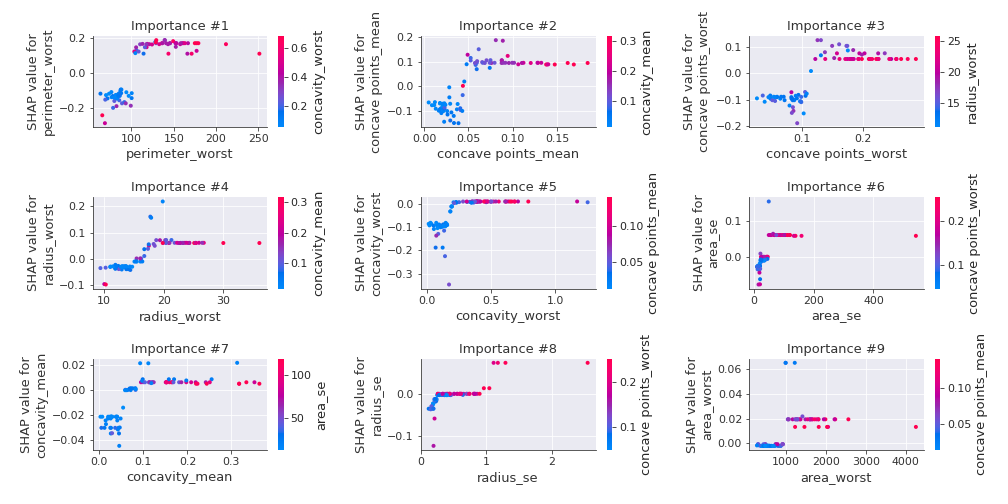 Importance #1
SHAP value for
perimeter_worst
0.2
0.0
−0.2
100
150
200
250
perimeter_worst
0.6
0.4
0.2
concavity_worst
Importance #2
SHAP value for
concave points_mean
0.2
0.1
0.0
−0.1
0.00
0.05
0.10
0.15
concave points_mean
0.3
0.2
0.1
concavity_mean
Importance #3
SHAP value for
concave points_worst
0.1
0.0
−0.1
−0.2
0.1
0.2
concave points_worst
25
20
15
radius_worst
Importance #4
SHAP value for
radius_worst
0.2
0.1
0.0
−0.1
10
20
30
radius_worst
0.3
0.2
0.1
concavity_mean
Importance #5
SHAP value for
concavity_worst
0.0
−0.1
−0.2
−0.3
0.0
0.5
1.0
concavity_worst
0.10
0.05
concave points_mean
Importance #6
SHAP value for
area_se
0.1
0.0
0
200
400
area_se
0.2
0.1
concave points_worst
Importance #7
SHAP value for
concavity_mean
0.02
0.00
−0.02
−0.04
0.0
0.1
0.2
0.3
concavity_mean
100
50
area_se
Importance #8
SHAP value for
radius_se
0.0
−0.1
0
1
2
radius_se
0.2
0.1
concave points_worst
Importance #9
SHAP value for
area_worst
0.06
0.04
0.02
0.00
1000
2000
3000
4000
area_worst
0.10
0.05
concave points_mean